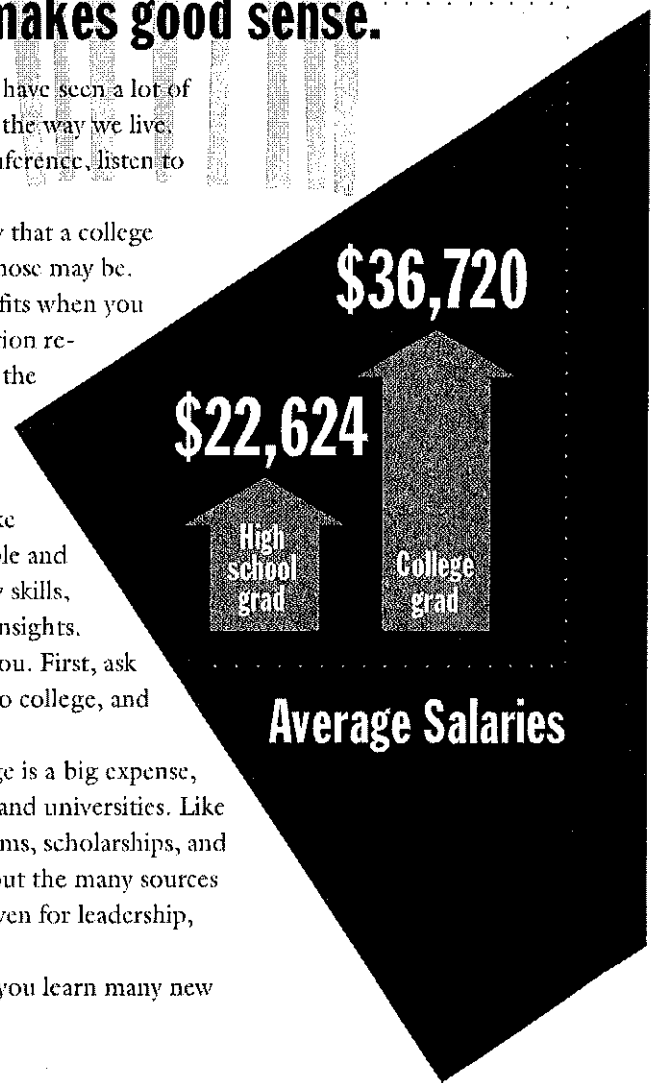 makes good sense.
have seen a lot of
the way we live.
ference, listen to
that a college
hose may be.
fits when you
tion re-
the
le and
skills,
nsights.
ou. First, ask
o college, and
ge is a big expense,
and universities. Like
ms, scholarships, and
out the many sources
ven for leadership,
you learn many new
$36,720
$22,624
High
school
grad
College
grad
Average Salaries